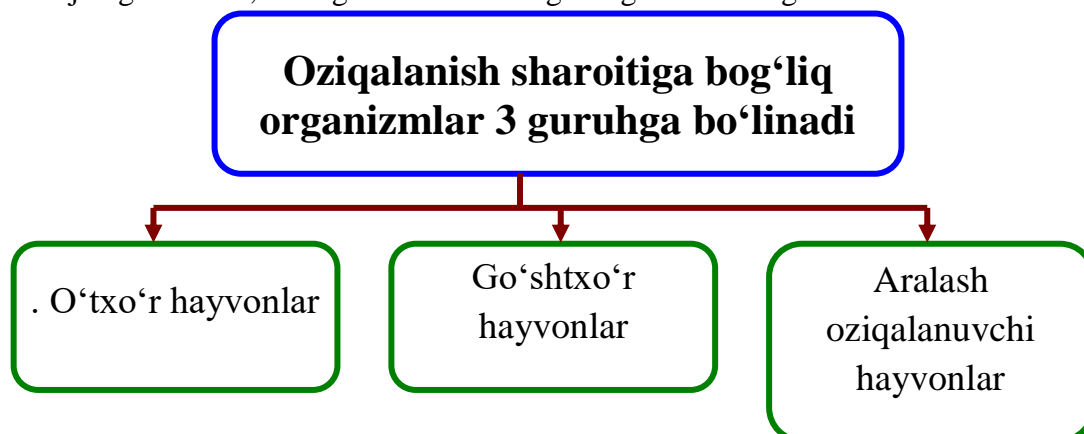 Oziqalanish sharoitiga bog‘liq
organizmlar 3 guruhga bo‘linadi
. O‘txo‘r hayvonlar
Go‘shtxo‘r
hayvonlar
Aralash
oziqalanuvchi
hayvonlar